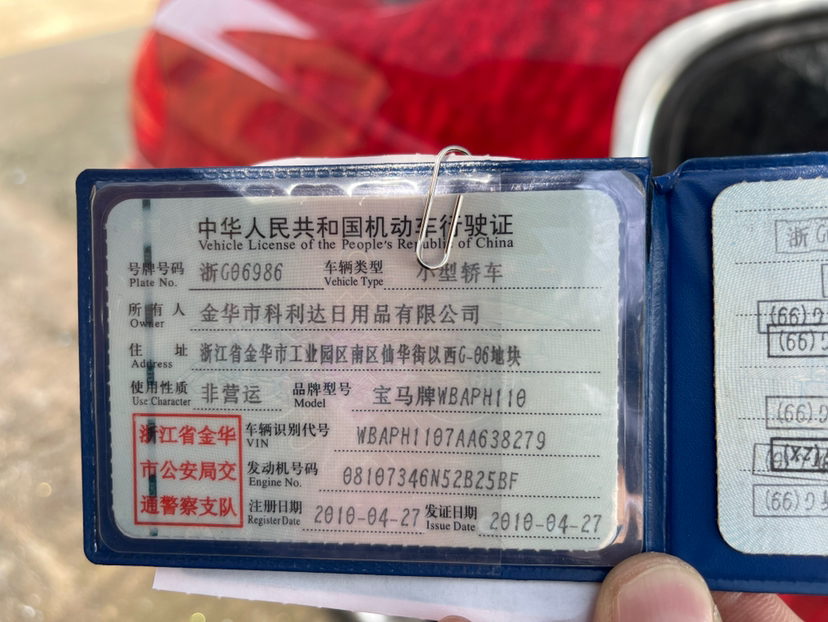 中华人民共和国机动车行驶证
Vehicle License of the People's Republic of China
号牌号码 浙G06986 车辆类型 小型轿车
Plate No. Vehicle Type
所有人 金华市科利达日用品有限公司
Owner
住址 浙江省金华市工业园区南区仙华街以西G-06地块
Address
使用性质 非营运 品牌型号 宝马牌WBAPH110
Use Character Model
浙江省金华
市公安局交
通警察支队
车辆识别代号 WBAPH1107AA638279
VIN
发动机号码 08107346N52B25BF
Engine No.
注册日期 2010-04-27 发证日期 2010-04-27
Register Date Issue Date
浙G